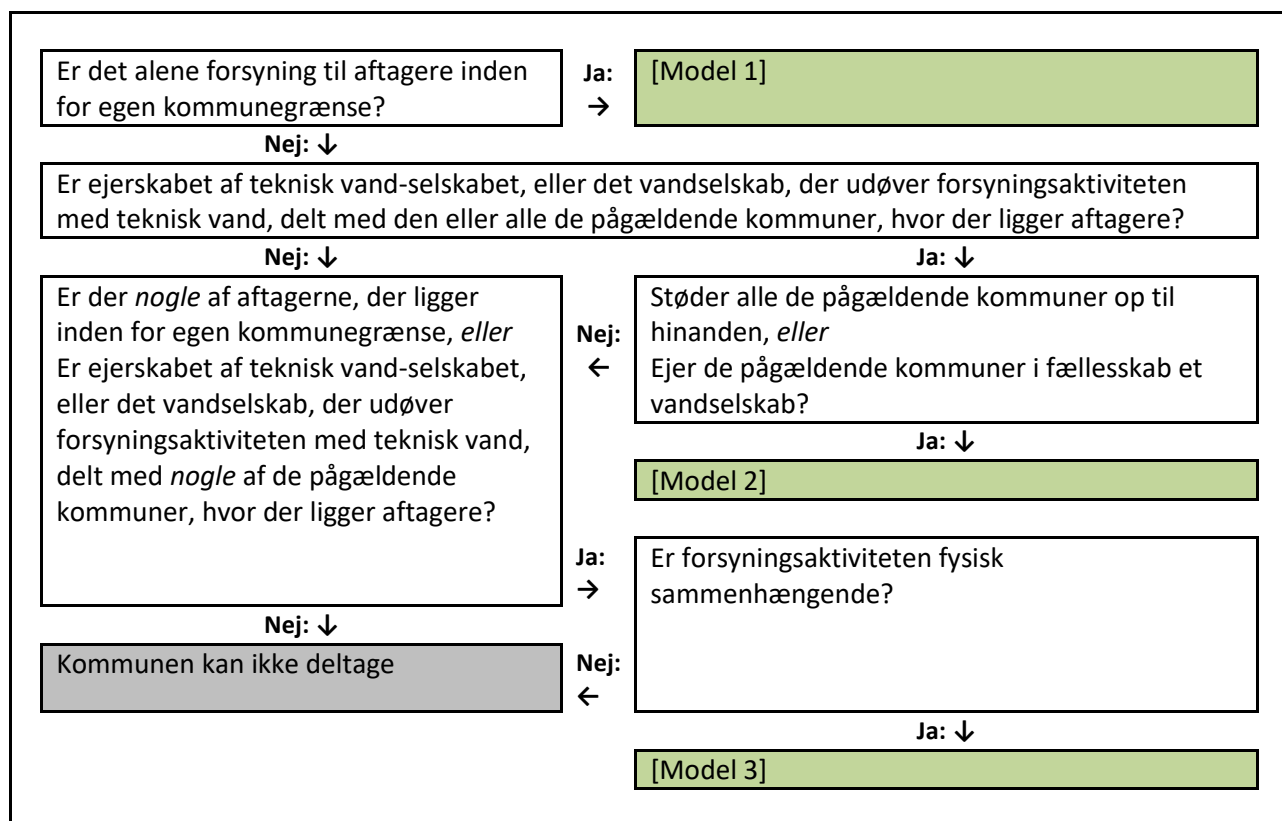 Er det alene forsyning til aftagere inden
for egen kommunegrænse?
Ja:
→
[Model 1]
Nej: ↓
Er ejerskabet af teknisk vand-selskabet, eller det vandselskab, der udøver forsyningsaktiviteten
med teknisk vand, delt med den eller alle de pågældende kommuner, hvor der ligger aftagere?
Nej: ↓
Ja: ↓
Er der nogle af aftagerne, der ligger
inden for egen kommunegrænse, eller
Er ejerskabet af teknisk vand-selskabet,
eller det vandselskab, der udøver
forsyningsaktiviteten med teknisk vand,
delt med nogle af de pågældende
kommuner, hvor der ligger aftagere?
Nej:
←
Støder alle de pågældende kommuner op til
hinanden, eller
Ejer de pågældende kommuner i fællesskab et
vandselskab?
Ja: ↓
[Model 2]
Ja:
→
Er forsyningsaktiviteten fysisk
sammenhængende?
Nej: ↓
Kommunen kan ikke deltage
Nej:
←
Ja: ↓
[Model 3]